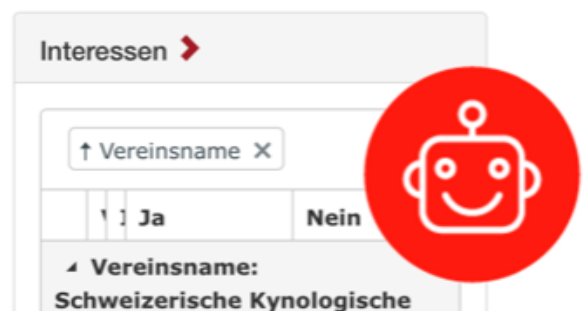 Interessen
↑ Vereinsname ×
Ja Nein
Vereinsname:
Schweizerische Kynologische